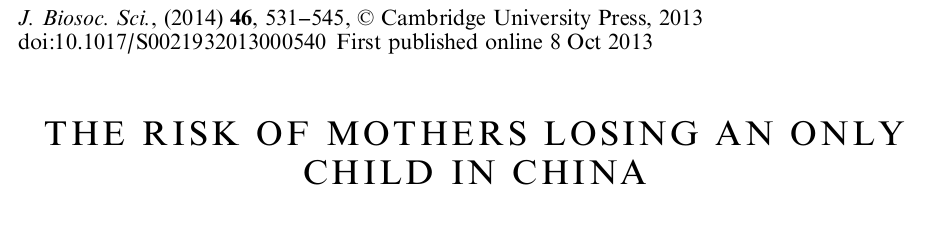 J. Biosoc. Sci., (2014) 46, 531–545, © Cambridge University Press, 2013
doi:10.1017/S0021932013000540 First published online 8 Oct 2013
THE RISK OF MOTHERS LOSING AN ONLY
CHILD IN CHINA